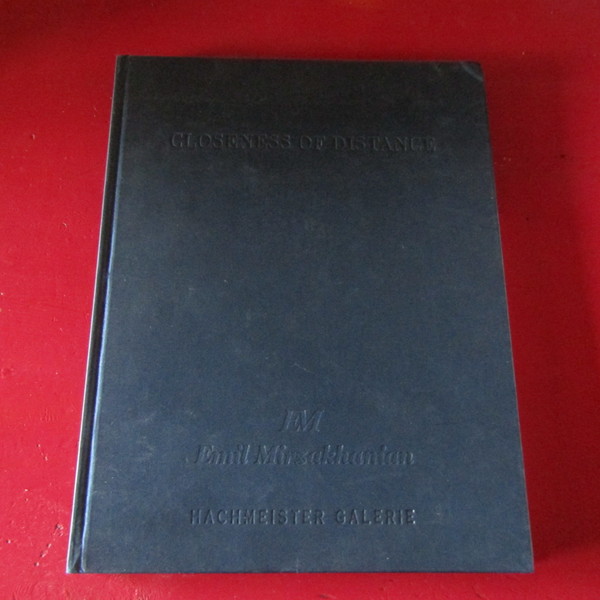 CLOSENESS OF DISTANCE
EM
Emil Mirzakhanian
HACHMEISTER GALERIE